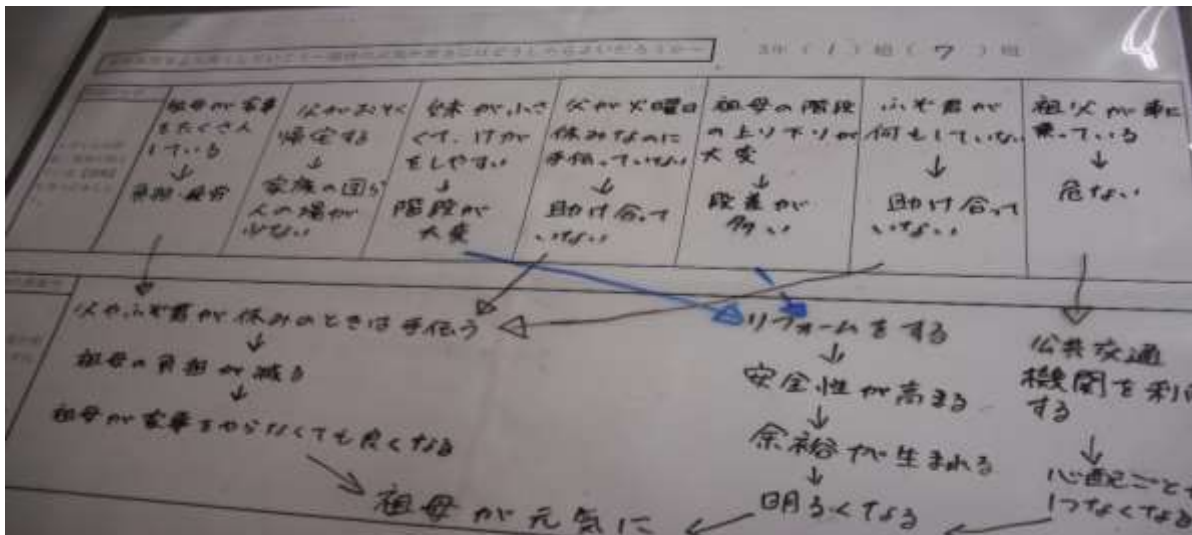 3年（1）組（7）班
祖母が家事
をたくさん
している
↓
負担・疲労
父がおそく
帰宅する
↓
家族の団らんの場が
少ない
妹が小さ
くて、けが
をしやすい
↓
階段が
大変
父が火曜日
休みなのに
手伝っていない
↓
助け合って
いない
祖母の階段
の上り下りが
大変
↓
段差が
多い
ふぞ君が
何もしていない
↓
助け合って
いない
祖父が車に
乗っている
↓
危ない
父やふぞ君が休みのときは手伝う
↓
祖母の負担が減る
↓
祖母が家事をやらなくても良くなる
リフォームをする
↓
安全性が高まる
↓
余裕が生まれる
↓
明るくなる
公共交通
機関を利
する
↓
心配ごと
1つなくなる
祖母が元気に